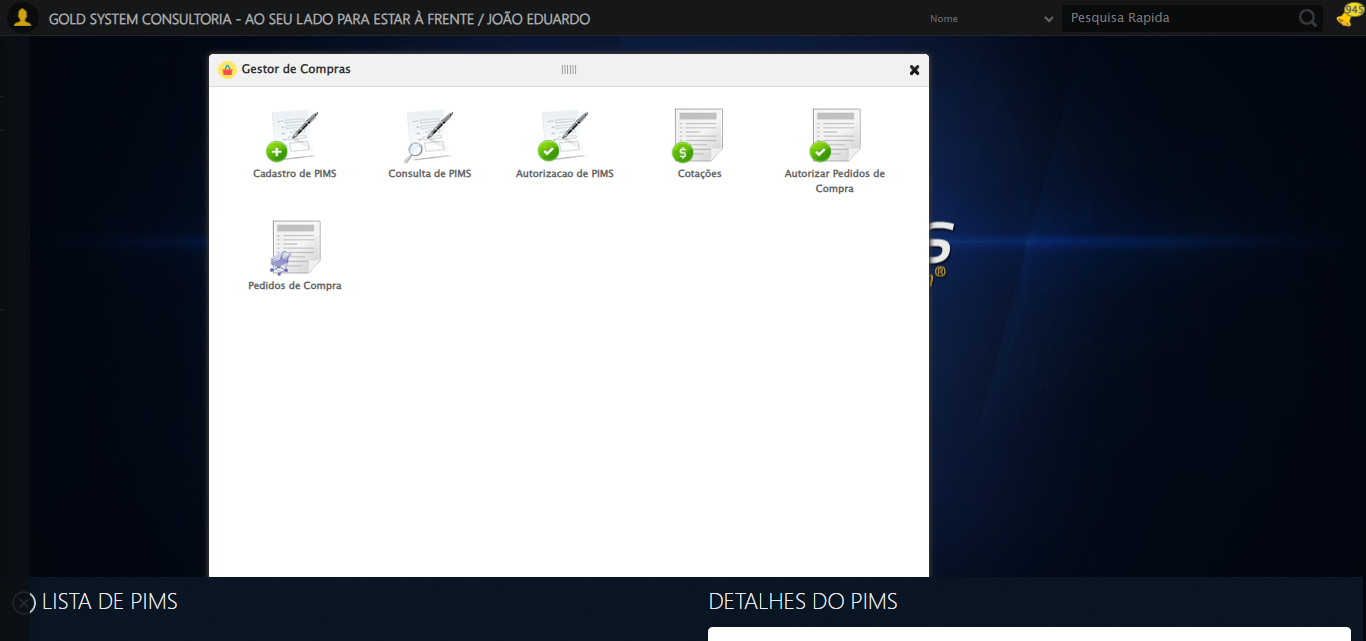 GOLD SYSTEM CONSULTORIA - AO SEU LADO PARA ESTAR À FRENTE / JOÃO EDUARDO
Nome
Pesquisa Rapida
945
Gestor de Compras
Cadastro de PIMS
Consulta de PIMS
Autorizacao de PIMS
Cotações
Autorizar Pedidos de
Compra
Pedidos de Compra
S
®
LISTA DE PIMS
DETALHES DO PIMS